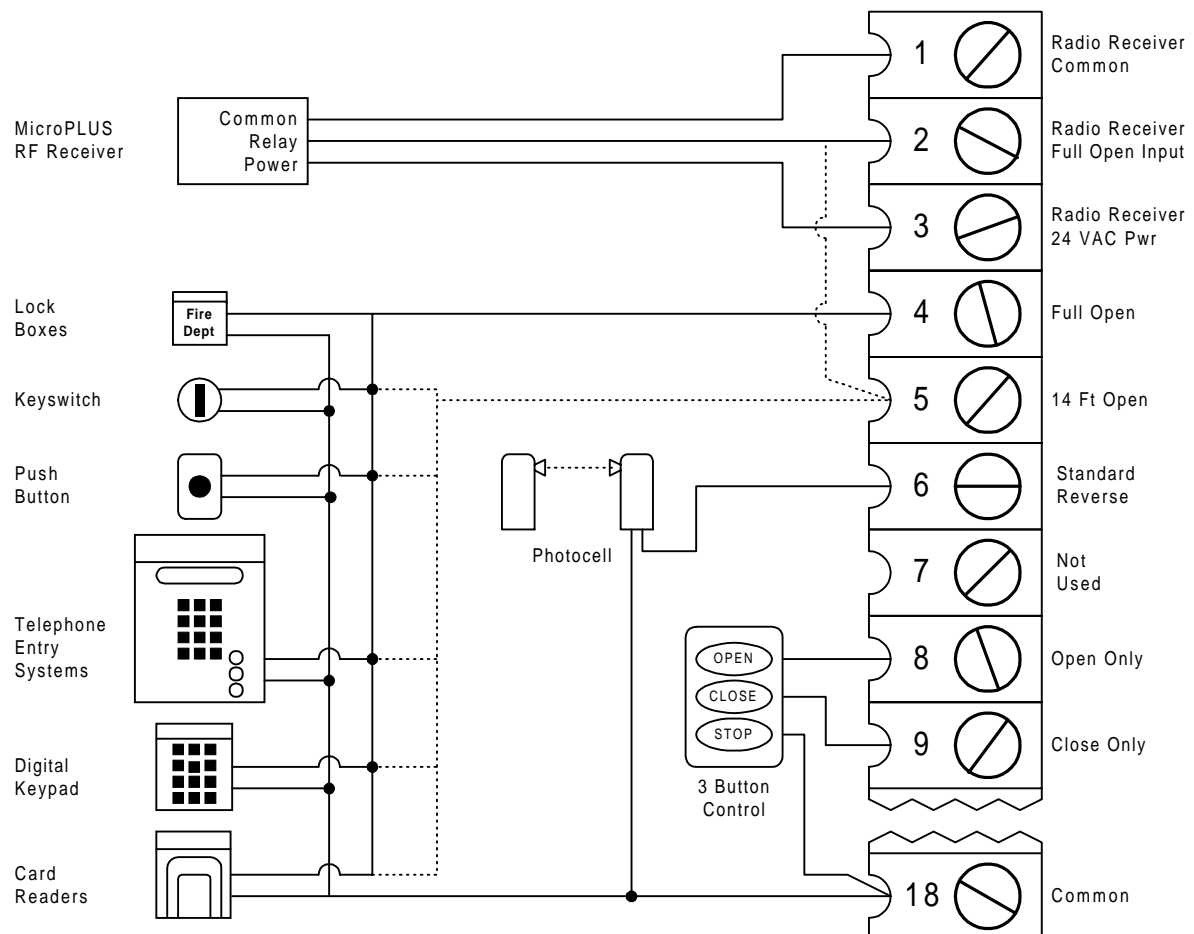 MicroPLUS
RF Receiver
Common
Relay
Power
1
Radio Receiver
Common
2
Radio Receiver
Full Open Input
3
Radio Receiver
24 VAC Pwr
Lock
Boxes
Fire
Dept
4
Full Open
Keyswitch
5
14 Ft Open
Push
Button
Photocell
6
Standard
Reverse
7
Not
Used
Telephone
Entry
Systems
OPEN
CLOSE
STOP
3 Button
Control
8
Open Only
9
Close Only
Digital
Keypad
Card
Readers
18
Common